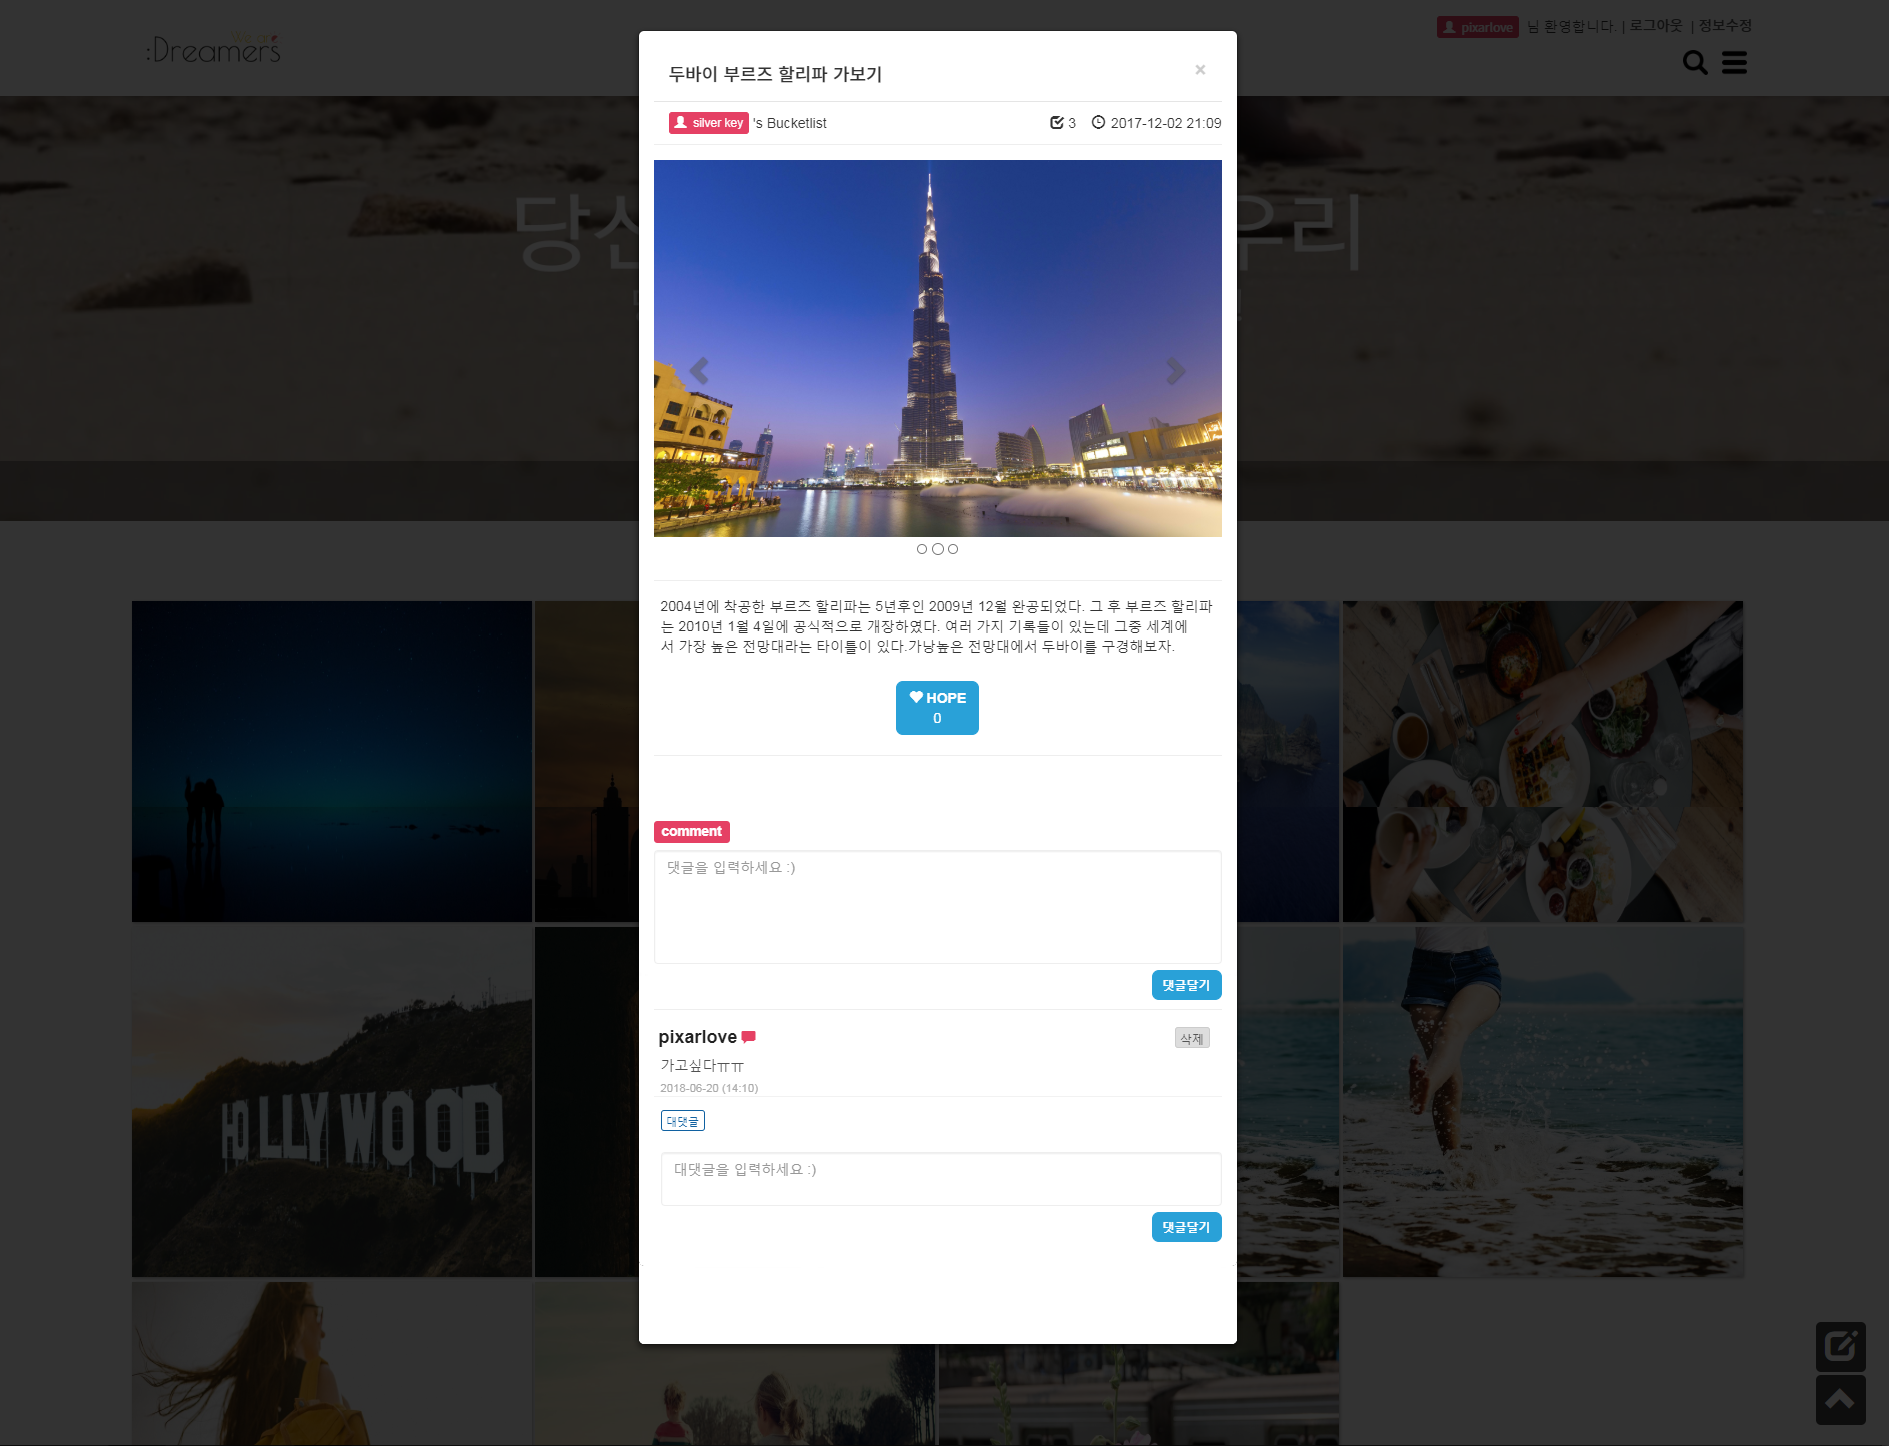 :Dreamers
pixarlove 님 환영합니다. | 로그아웃 | 정보수정
당신
우리
두바이 부르즈 할리파 가보기
×
silver key 's Bucketlist
3
2017-12-02 21:09
2004년에 착공한 부르즈 할리파는 5년후인 2009년 12월 완공되었다. 그 후 부르즈 할리파
는 2010년 1월 4일에 공식적으로 개장하였다. 여러 가지 기록들이 있는데 그중 세계에
서 가장 높은 전망대라는 타이틀이 있다.가낭높은 전망대에서 두바이를 구경해보자.
HOPE
0
comment
댓글을 입력하세요 :)
댓글달기
pixarlove
삭제
가고싶다ㅠㅠ
2018-06-20 (14:10)
대댓글
대댓글을 입력하세요 :)
댓글달기
HOLLYWOOD